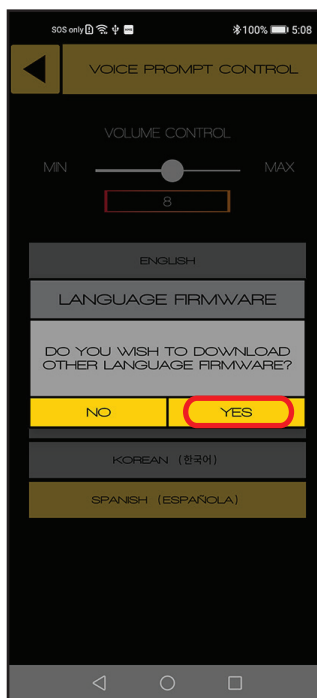 SOS only 100% 5:08
VOICE PROMPT CONTROL
VOLUME CONTROL
MIN MAX
8
ENGLISH
LANGUAGE FIRMWARE
DO YOU WISH TO DOWNLOAD
OTHER LANGUAGE FIRMWARE?
NO YES
KOREAN (한국어)
SPANISH (ESPAÑOLA)